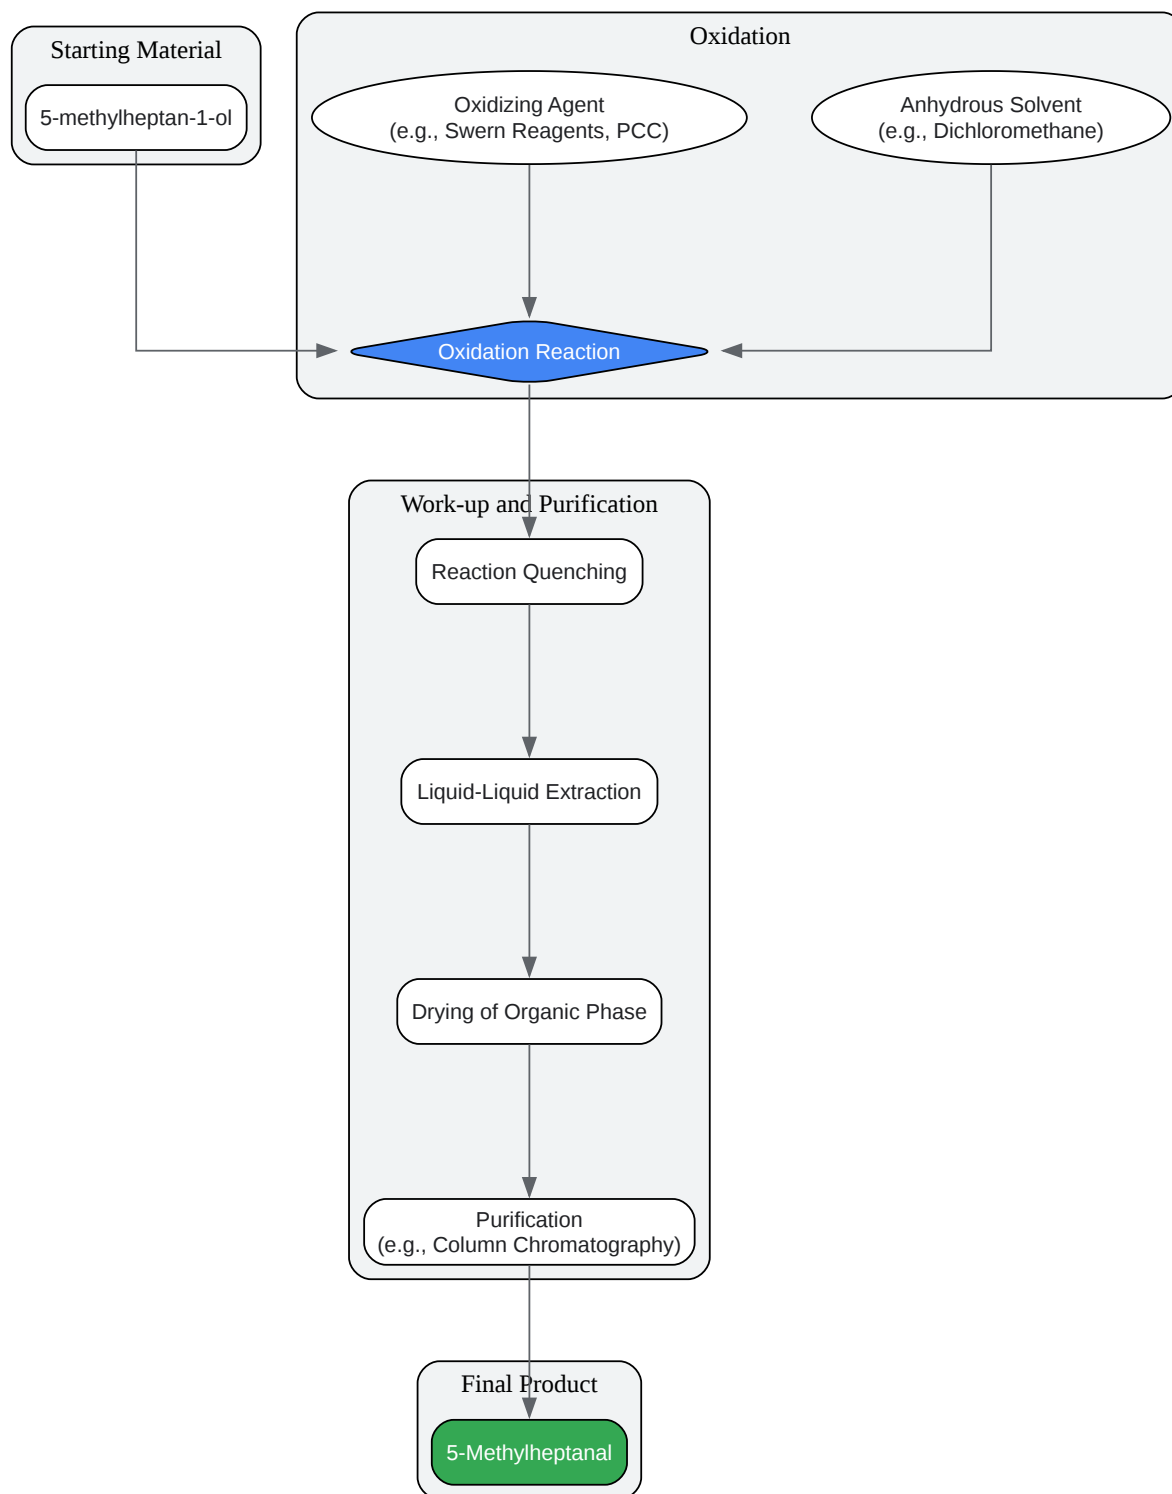 Starting Material
5-methylheptan-1-ol
Oxidation
Oxidizing Agent
(e.g., Swern Reagents, PCC)
Anhydrous Solvent
(e.g., Dichloromethane)
Oxidation Reaction
Work-up and Purification
Reaction Quenching
Liquid-Liquid Extraction
Drying of Organic Phase
Purification
(e.g., Column Chromatography)
Final Product
5-Methylheptanal